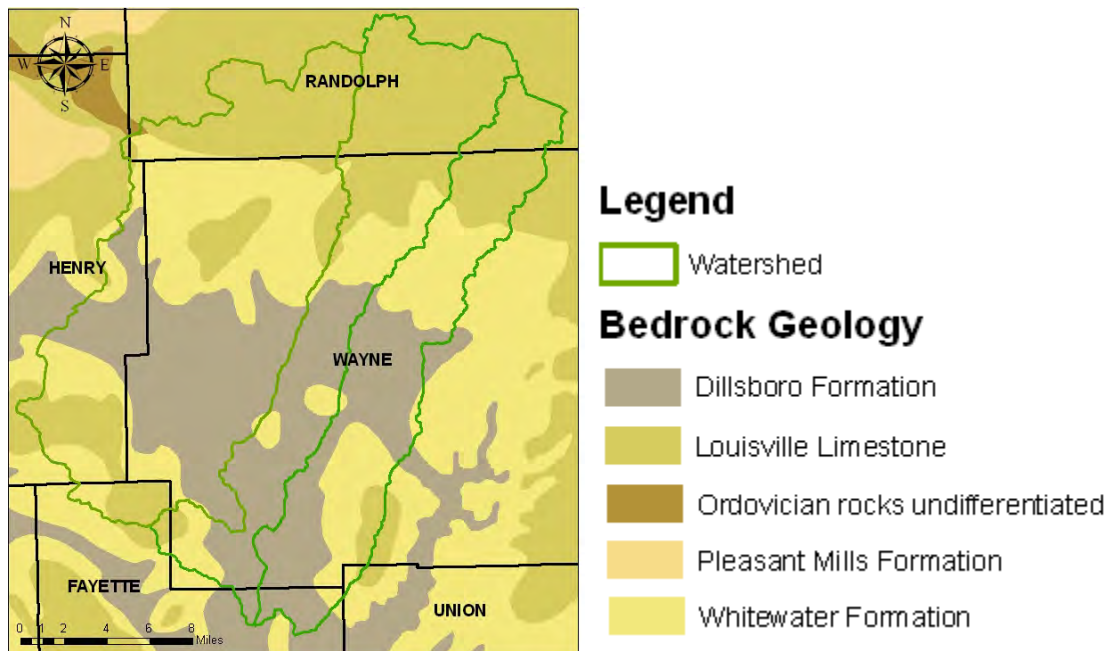 N
W E
S
RANDOLPH
HENRY
WAYNE
FAYETTE
UNION
0 1 2 4 6 8
Miles
Legend
Watershed
Bedrock Geology
Dillsboro Formation
Louisville Limestone
Ordovician rocks undifferentiated
Pleasant Mills Formation
Whitewater Formation